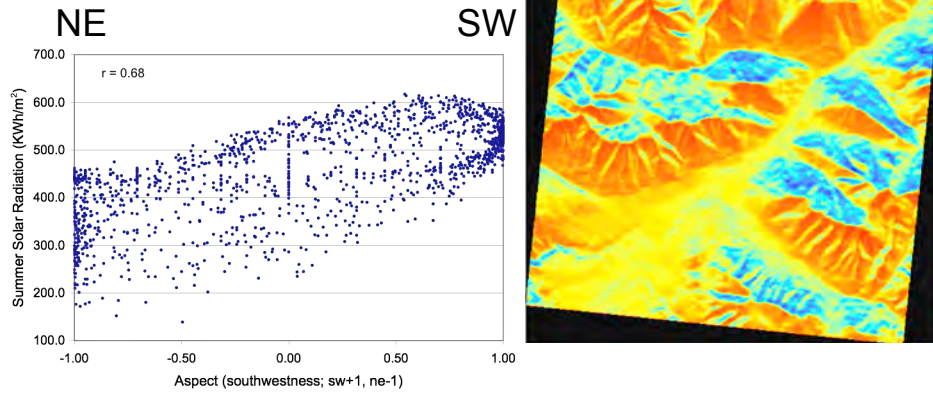 NE
SW
700.0
r = 0.68
600.0
500.0
400.0
300.0
200.0
100.0
Summer Solar Radiation (KWh/m²)
-1.00
-0.50
0.00
0.50
1.00
Aspect (southwestness; sw+1, ne-1)